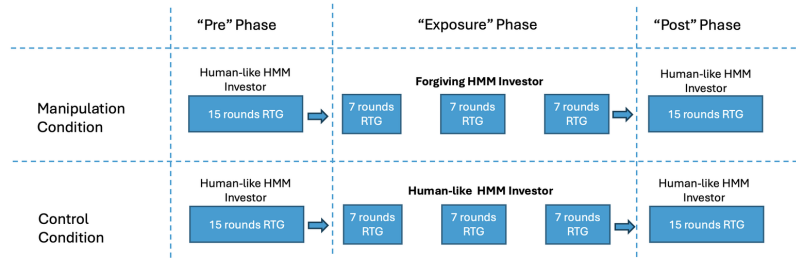 “Pre” Phase
“Exposure” Phase
“Post” Phase
Manipulation
Condition
Human-like HMM
Investor
15 rounds RTG
Forgiving HMM Investor
7 rounds
RTG
7 rounds
RTG
7 rounds
RTG
Human-like HMM
Investor
15 rounds RTG
Control
Condition
Human-like HMM
Investor
15 rounds RTG
Human-like HMM Investor
7 rounds
RTG
7 rounds
RTG
7 rounds
RTG
Human-like HMM
Investor
15 rounds RTG